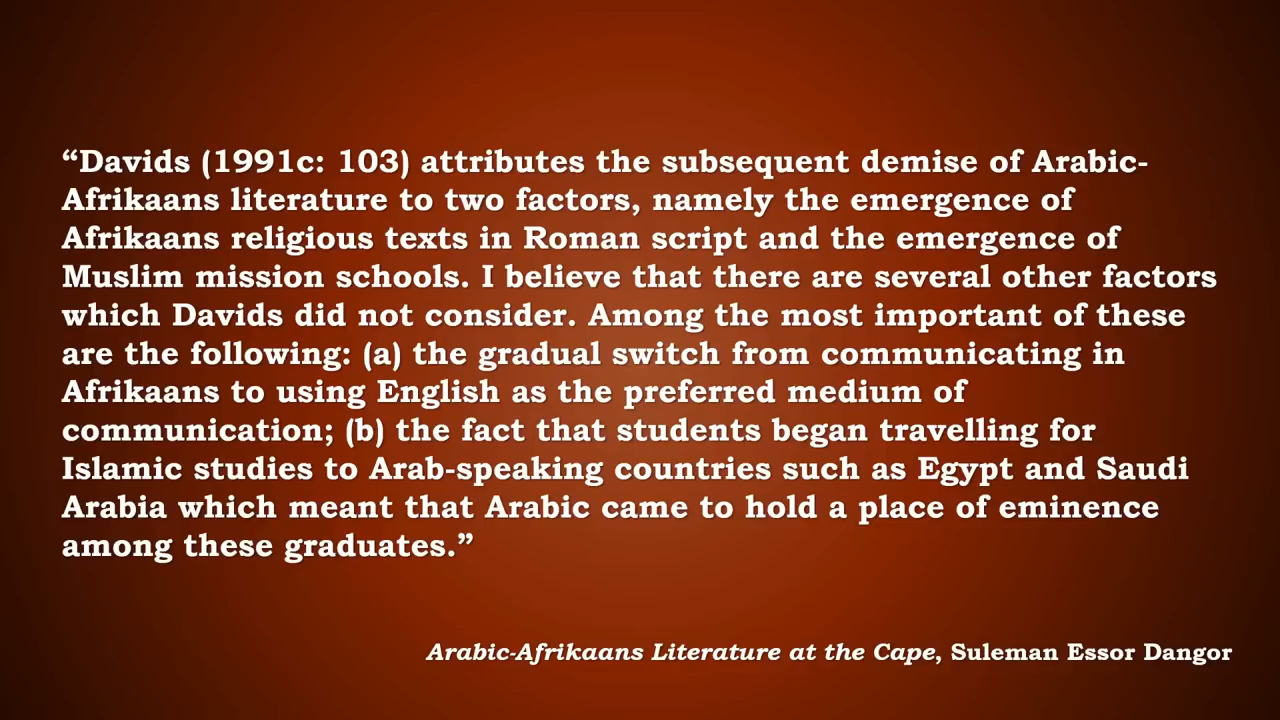 “Davids (1991c: 103) attributes the subsequent demise of Arabic-
Afrikaans literature to two factors, namely the emergence of
Afrikaans religious texts in Roman script and the emergence of
Muslim mission schools. I believe that there are several other factors
which Davids did not consider. Among the most important of these
are the following: (a) the gradual switch from communicating in
Afrikaans to using English as the preferred medium of
communication; (b) the fact that students began travelling for
Islamic studies to Arab-speaking countries such as Egypt and Saudi
Arabia which meant that Arabic came to hold a place of eminence
among these graduates.”
Arabic-Afrikaans Literature at the Cape, Suleman Essor Dangor